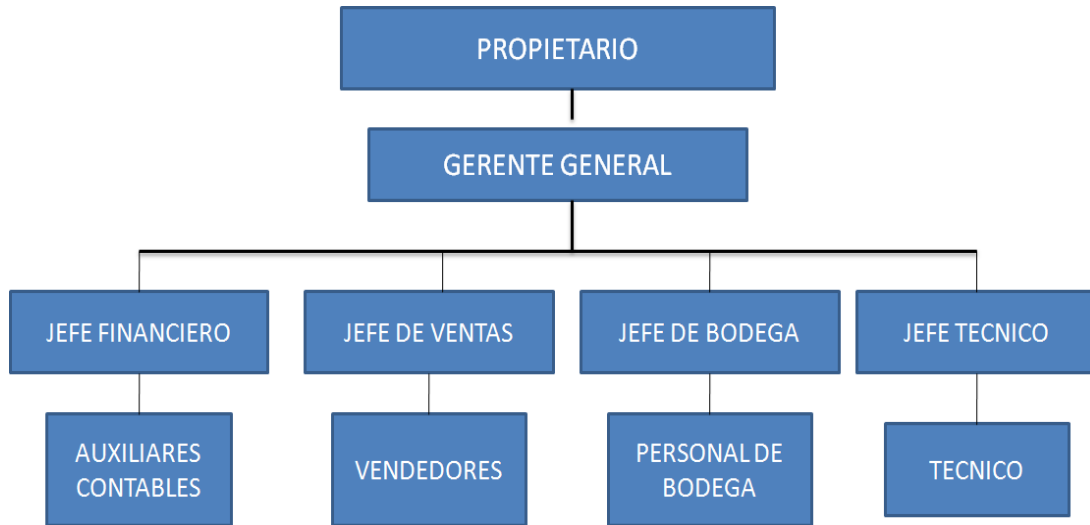 PROPIETARIO
GERENTE GENERAL
JEFE FINANCIERO
JEFE DE VENTAS
JEFE DE BODEGA
JEFE TECNICO
AUXILIARES
CONTABLES
VENDEDORES
PERSONAL DE
BODEGA
TECNICO